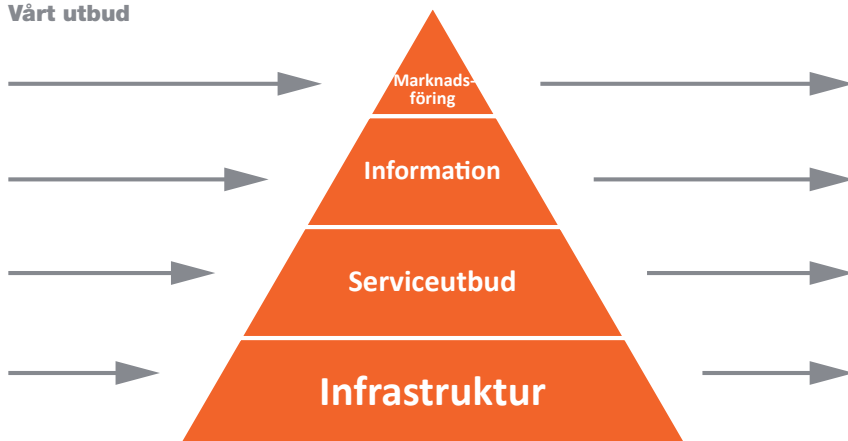 Vårt utbud
Marknads-
föring
Information
Serviceutbud
Infrastruktur